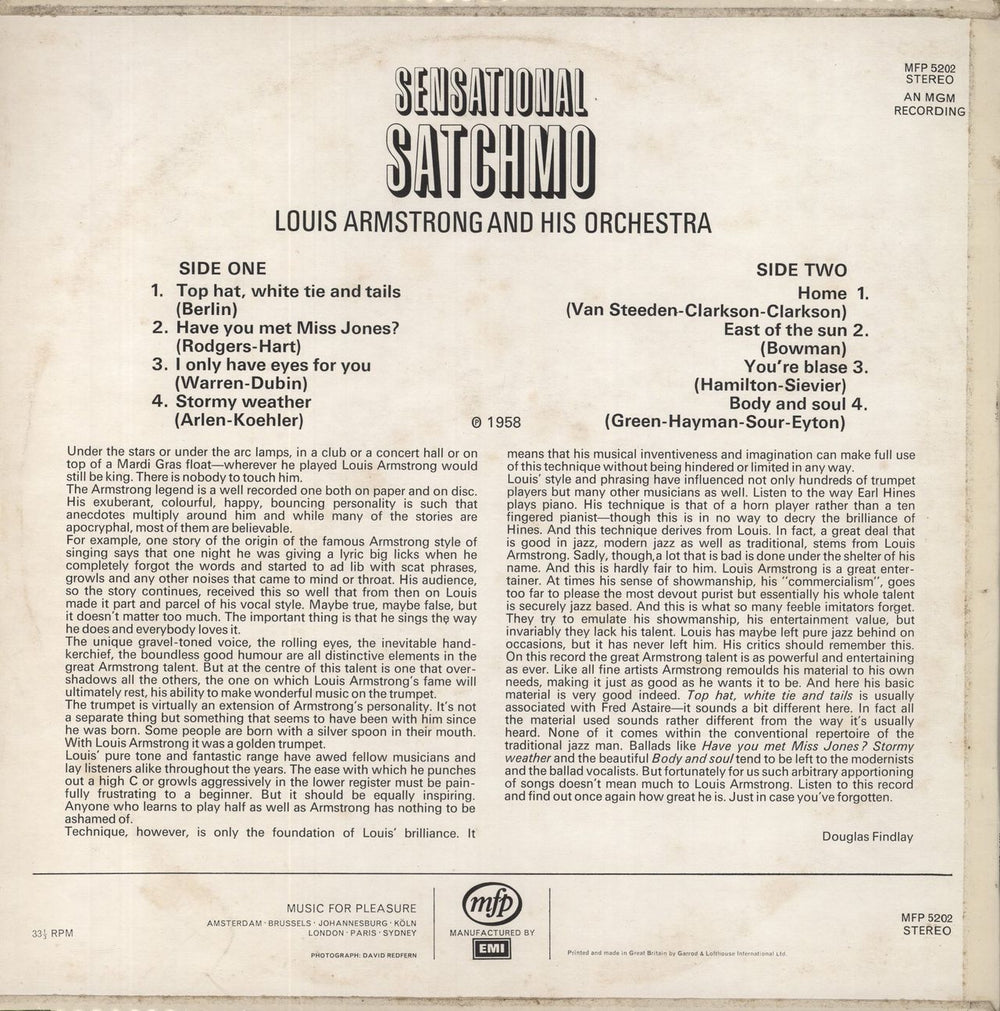 SENSATIONAL
SATCHMO
LOUIS ARMSTRONG AND HIS ORCHESTRA
MFP 5202
STEREO
AN MGM
RECORDING
SIDE ONE
1. Top hat, white tie and tails
(Berlin)
2. Have you met Miss Jones?
(Rodgers-Hart)
3. I only have eyes for you
(Warren-Dubin)
4. Stormy weather
(Arlen-Koehler)
SIDE TWO
Home 1.
(Van Steeden-Clarkson-Clarkson)
East of the sun 2.
(Bowman)
You're blase 3.
(Hamilton-Sievier)
Body and soul 4.
(Green-Hayman-Sour-Eyton)
℗ 1958
Under the stars or under the arc lamps, in a club or a concert hall or on
top of a Mardi Gras float—wherever he played Louis Armstrong would
still be king. There is nobody to touch him.
The Armstrong legend is a well recorded one both on paper and on disc.
His exuberant, colourful, happy, bouncing personality is such that
anecdotes multiply around him and while many of the stories are
apocryphal, most of them are believable.
For example, one story of the origin of the famous Armstrong style of
singing says that one night he was giving a lyric big licks when he
completely forgot the words and started to ad lib with scat phrases,
growls and any other noises that came to mind or throat. His audience,
so the story continues, received this so well that from then on Louis
made it part and parcel of his vocal style. Maybe true, maybe false, but
it doesn't matter too much. The important thing is that he sings the way
he does and everybody loves it.
The unique gravel-toned voice, the rolling eyes, the inevitable hand-
kerchief, the boundless good humour are all distinctive elements in the
great Armstrong talent. But at the centre of this talent is one that over-
shadows all the others, the one on which Louis Armstrong's fame will
ultimately rest, his ability to make wonderful music on the trumpet.
The trumpet is virtually an extension of Armstrong's personality. It's not
a separate thing but something that seems to have been with him since
he was born. Some people are born with a silver spoon in their mouth.
With Louis Armstrong it was a golden trumpet.
Louis' pure tone and fantastic range have awed fellow musicians and
lay listeners alike throughout the years. The ease with which he punches
out a high C or growls aggressively in the lower register must be pain-
fully frustrating to a beginner. But it should be equally inspiring.
Anyone who learns to play half as well as Armstrong has nothing to be
ashamed of.
Technique, however, is only the foundation of Louis' brilliance. It
means that his musical inventiveness and imagination can make full use
of this technique without being hindered or limited in any way.
Louis' style and phrasing have influenced not only hundreds of trumpet
players but many other musicians as well. Listen to the way Earl Hines
plays piano. His technique is that of a horn player rather than a ten
fingered pianist—though this is in no way to decry the brilliance of
Hines. And this technique derives from Louis. In fact, a great deal that
is good in jazz, modern jazz as well as traditional, stems from Louis
Armstrong. Sadly, though, a lot that is bad is done under the shelter of his
name. And this is hardly fair to him. Louis Armstrong is a great enter-
tainer. At times his sense of showmanship, his "commercialism", goes
too far to please the most devout purist but essentially his whole talent
is securely jazz based. And this is what so many feeble imitators forget.
They try to emulate his showmanship, his entertainment value, but
invariably they lack his talent. Louis has maybe left pure jazz behind on
occasions, but it has never left him. His critics should remember this.
On this record the great Armstrong talent is as powerful and entertaining
as ever. Like all fine artists Armstrong remoulds his material to his own
needs, making it just as good as he wants it to be. And here his basic
material is very good indeed. Top hat, white tie and tails is usually
associated with Fred Astaire—it sounds a bit different here. In fact all
the material used sounds rather different from the way it's usually
heard. None of it comes within the conventional repertoire of the
traditional jazz man. Ballads like Have you met Miss Jones? Stormy
weather and the beautiful Body and soul tend to be left to the modernists
and the ballad vocalists. But fortunately for us such arbitrary apportioning
of songs doesn't mean much to Louis Armstrong. Listen to this record
and find out once again how great he is. Just in case you've forgotten.
Douglas Findlay
33⅓ RPM
MUSIC FOR PLEASURE
AMSTERDAM · BRUSSELS · JOHANNESBURG · KÖLN
LONDON · PARIS · SYDNEY
PHOTOGRAPH: DAVID REDFERN
mfp
MANUFACTURED BY
EMI
Printed and made in Great Britain by Garrod & Lofthouse International Ltd.
MFP 5202
STEREO